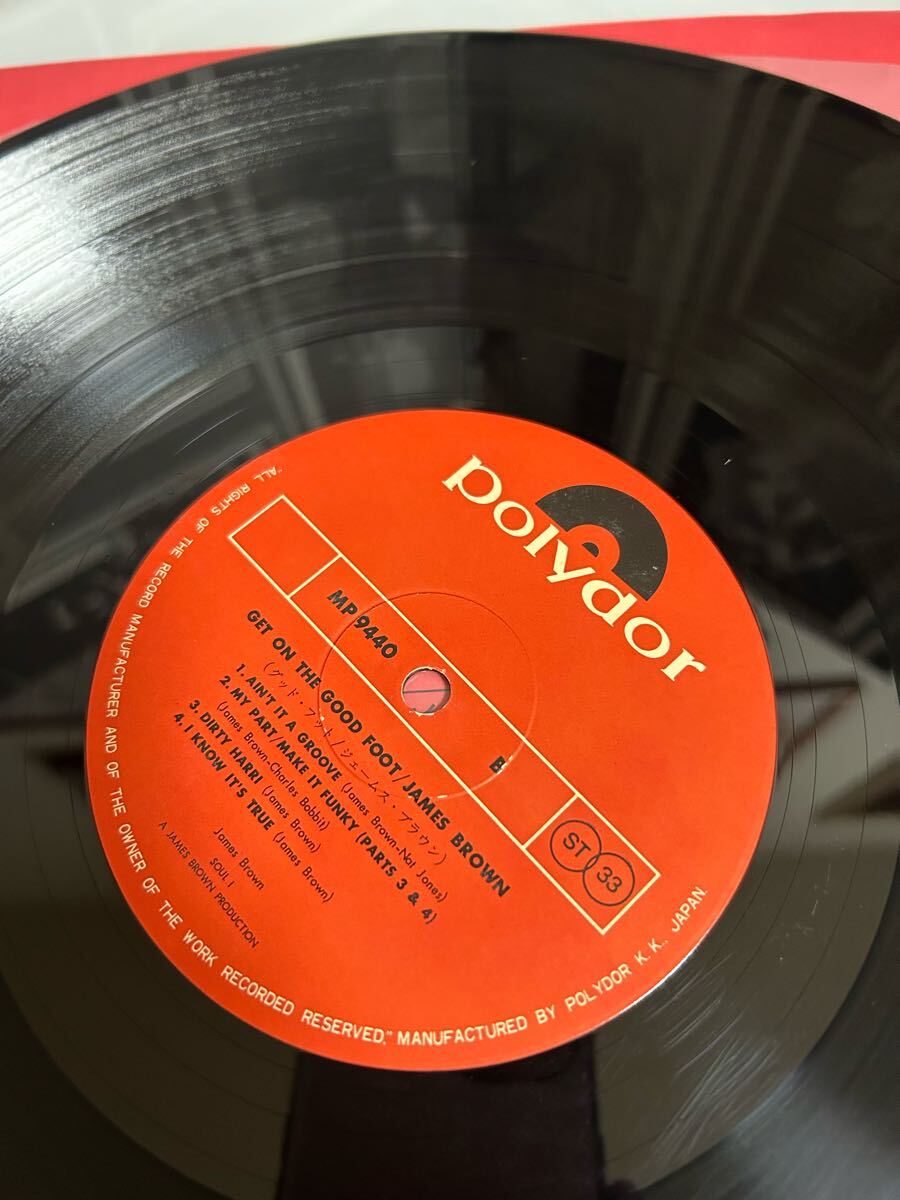 polydor
MP 9440
B
ST 33
GET ON THE GOOD FOOT/JAMES BROWN
(グッド・フット/ジェームス・ブラウン)
1. AIN'T IT A GROOVE (James Brown-Nat Jones)
2. MY PART/MAKE IT FUNKY (PARTS 3 & 4)
(James Brown-Charles Bobbit)
3. DIRTY HARRI (James Brown)
4. I KNOW IT'S TRUE (James Brown)
James Brown
SOUL 1
A JAMES BROWN PRODUCTION
"ALL RIGHTS OF THE RECORD MANUFACTURER AND OF THE OWNER OF THE WORK RECORDED RESERVED," MANUFACTURED BY POLYDOR K.K., JAPAN.